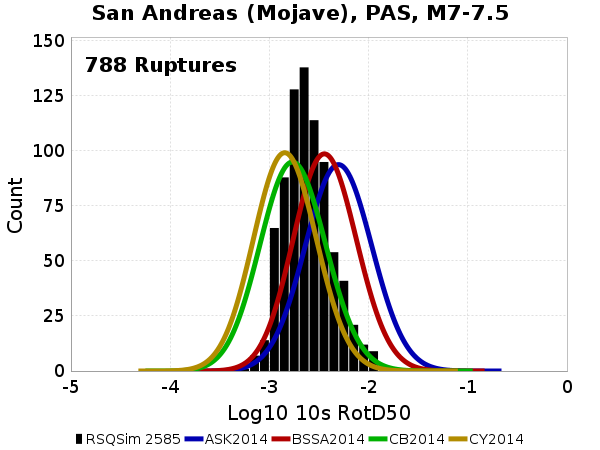 San Andreas (Mojave), PAS, M7-7.5
788 Ruptures
150
125
100
75
50
25
0
Count
-5 -4 -3 -2 -1 0
Log10 10s RotD50
RSQSim 2585 ASK2014 BSSA2014 CB2014 CY2014